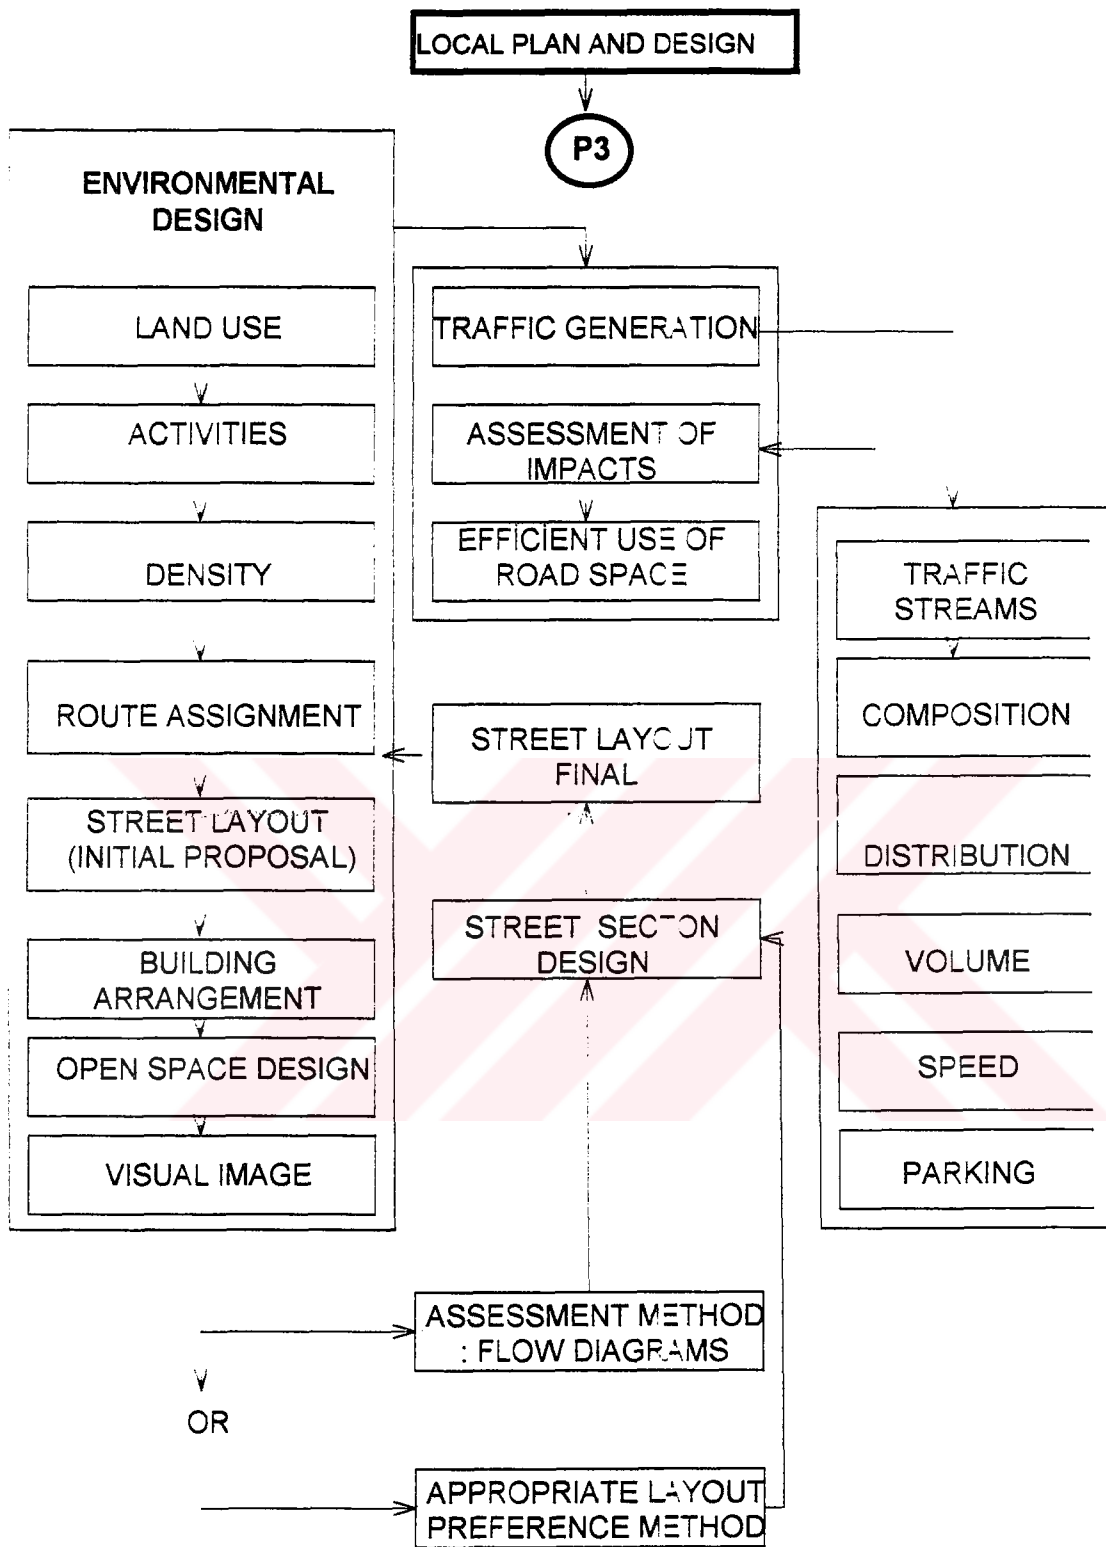 LOCAL PLAN AND DESIGN
P3
ENVIRONMENTAL
DESIGN
LAND USE
ACTIVITIES
DENSITY
ROUTE ASSIGNMENT
STREET LAYOUT
(INITIAL PROPOSAL)
BUILDING
ARRANGEMENT
OPEN SPACE DESIGN
VISUAL IMAGE
TRAFFIC GENERATION
ASSESSMENT OF
IMPACTS
EFFICIENT USE OF
ROAD SPACE
STREET LAYOUT
FINAL
STREET SECTON
DESIGN
TRAFFIC
STREAMS
COMPOSITION
DISTRIBUTION
VOLUME
SPEED
PARKING
ASSESSMENT METHOD
: FLOW DIAGRAMS
OR
APPROPRIATE LAYOUT
PREFERENCE METHOD